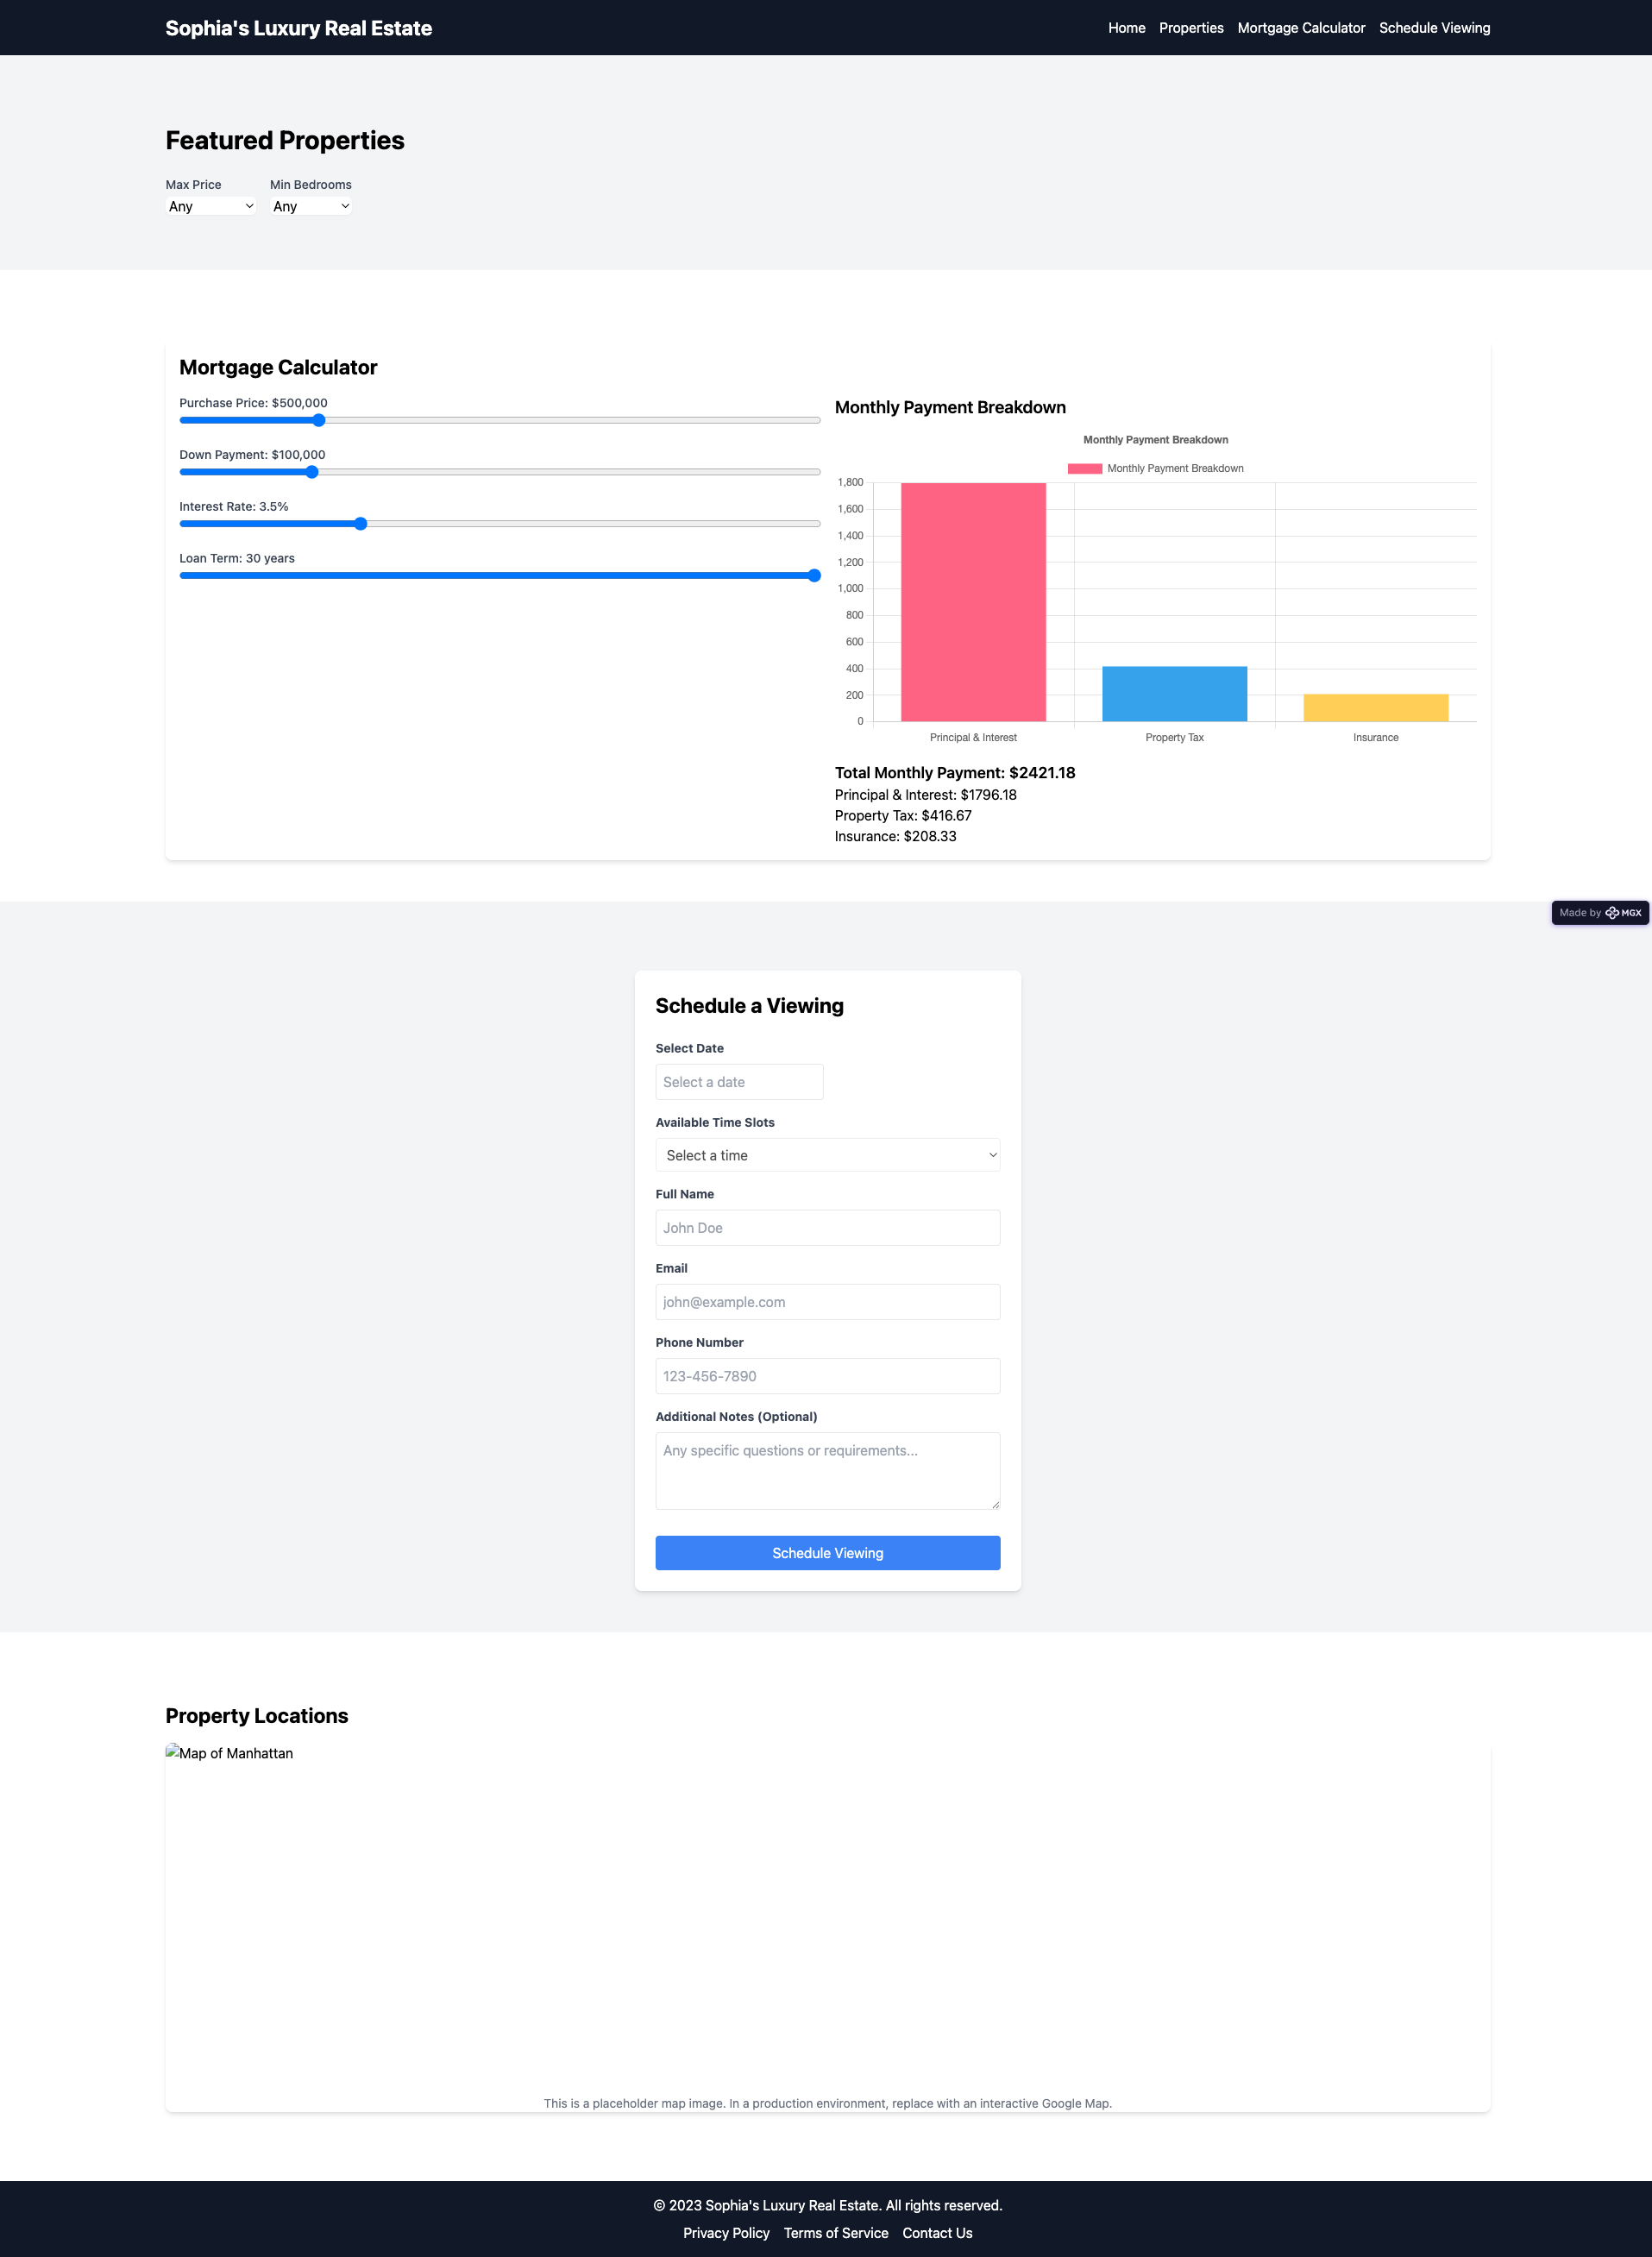 Sophia's Luxury Real Estate
Home Properties Mortgage Calculator Schedule Viewing
Featured Properties
Max Price Min Bedrooms
Any Any
Mortgage Calculator
Purchase Price: $500,000
Down Payment: $100,000
Interest Rate: 3.5%
Loan Term: 30 years
Monthly Payment Breakdown
Monthly Payment Breakdown
Monthly Payment Breakdown
1,800
1,600
1,400
1,200
1,000
800
600
400
200
0
Principal & Interest Property Tax Insurance
Total Monthly Payment: $2421.18
Principal & Interest: $1796.18
Property Tax: $416.67
Insurance: $208.33
Made by MGX
Schedule a Viewing
Select Date
Select a date
Available Time Slots
Select a time
Full Name
John Doe
Email
john@example.com
Phone Number
123-456-7890
Additional Notes (Optional)
Any specific questions or requirements...
Schedule Viewing
Property Locations
Map of Manhattan
This is a placeholder map image. In a production environment, replace with an interactive Google Map.
© 2023 Sophia's Luxury Real Estate. All rights reserved.
Privacy Policy Terms of Service Contact Us